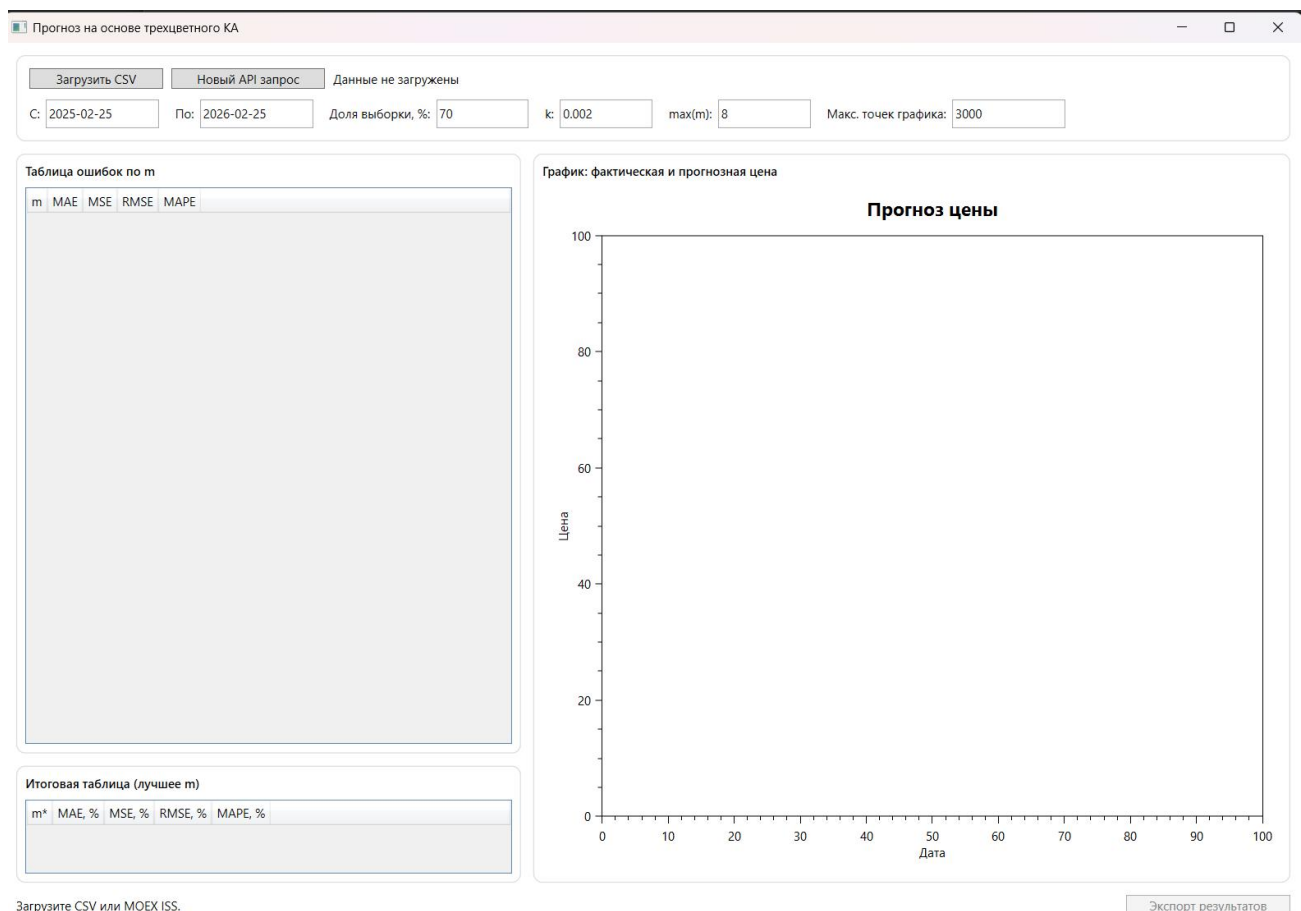 Прогноз на основе трехцветного КА
Загрузить CSV Новый API запрос Данные не загружены
С: 2025-02-25 По: 2026-02-25 Доля выборки, %: 70 k: 0.002 max(m): 8 Макс. точек графика: 3000
Таблица ошибок по m
m MAE MSE RMSE MAPE
Итоговая таблица (лучшее m)
m* MAE, % MSE, % RMSE, % MAPE, %
График: фактическая и прогнозная цена
Прогноз цены
100
80
60
40
20
0
Цена
0 10 20 30 40 50 60 70 80 90 100
Дата
Загрузите CSV или MOEX ISS.
Экспорт результатов